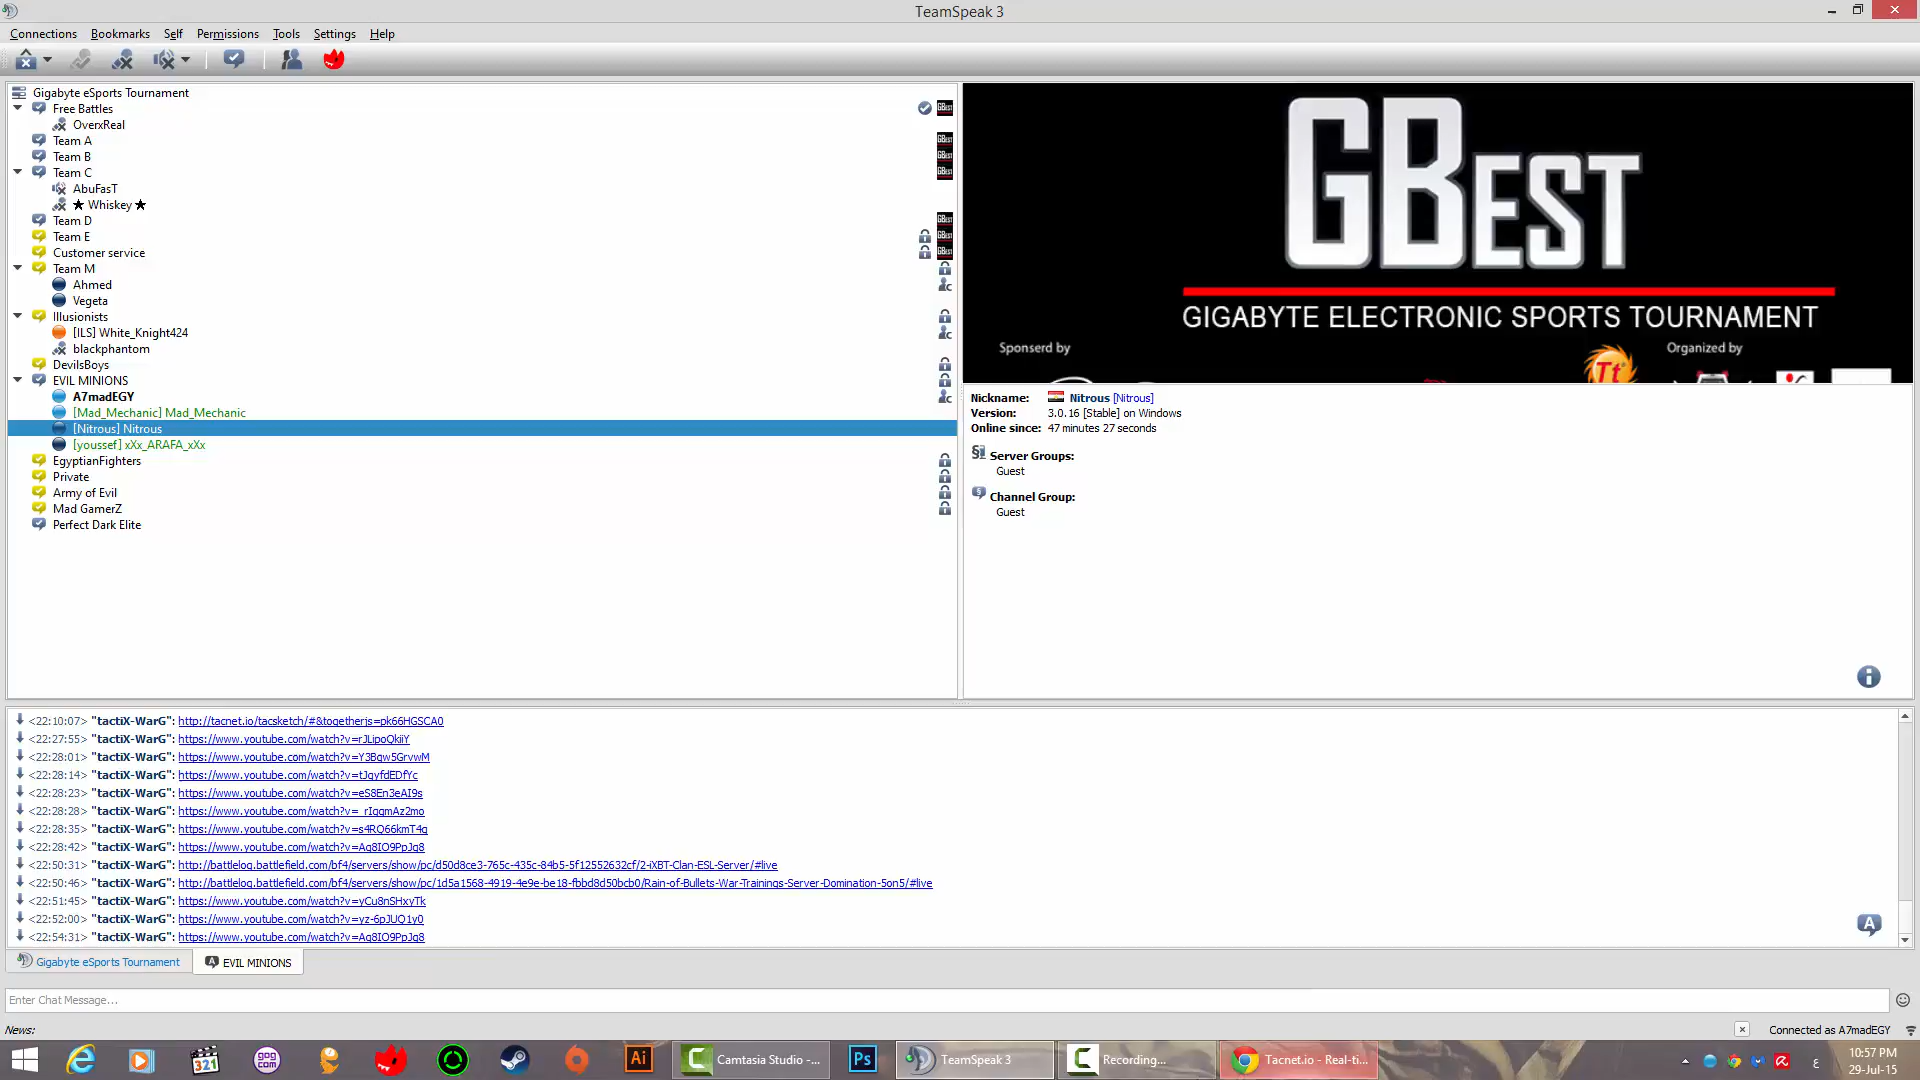 TeamSpeak 3
Connections Bookmarks Self Permissions Tools Settings Help
Gigabyte eSports Tournament
Free Battles
OverxReal
Team A
Team B
Team C
AbuFasT
★ Whiskey ★
Team D
Team E
Customer service
Team M
Ahmed
Vegeta
Illusionists
[ILS] White_Knight424
blackphantom
DevilsBoys
EVIL MINIONS
A7madEGY
[Mad_Mechanic] Mad_Mechanic
[Nitrous] Nitrous
[youssef] xXx_ARAFA_xXx
EgyptianFighters
Private
Army of Evil
Mad GamerZ
Perfect Dark Elite
GBEST
GIGABYTE ELECTRONIC SPORTS TOURNAMENT
Sponserd by
Organized by
Tt
Nickname: Nitrous [Nitrous]
Version: 3.0.16 [Stable] on Windows
Online since: 47 minutes 27 seconds
Server Groups:
Guest
Channel Group:
Guest
<22:10:07> "tactiX-WarG": http://tacnet.io/tacsketch/#&togetherjs=pk66HGSCA0
<22:27:55> "tactiX-WarG": https://www.youtube.com/watch?v=rJLipoQkiiY
<22:28:01> "tactiX-WarG": https://www.youtube.com/watch?v=Y3Bqw5GrvwM
<22:28:14> "tactiX-WarG": https://www.youtube.com/watch?v=tJqyfdEDfYc
<22:28:23> "tactiX-WarG": https://www.youtube.com/watch?v=eS8En3eAI9s
<22:28:28> "tactiX-WarG": https://www.youtube.com/watch?v=_rIqqmAz2mo
<22:28:35> "tactiX-WarG": https://www.youtube.com/watch?v=s4RQ66kmT4g
<22:28:42> "tactiX-WarG": https://www.youtube.com/watch?v=Aq8IO9PpJg8
<22:50:31> "tactiX-WarG": http://battlelog.battlefield.com/bf4/servers/show/pc/d50d8ce3-765c-435c-84b5-5f12552632cf/2-iXBT-Clan-ESL-Server/#live
<22:50:46> "tactiX-WarG": http://battlelog.battlefield.com/bf4/servers/show/pc/1d5a1568-4919-4e9e-be18-fbbd8d50bcb0/Rain-of-Bullets-War-Trainings-Server-Domination-5on5/#live
<22:51:45> "tactiX-WarG": https://www.youtube.com/watch?v=yCu8nSHxyTk
<22:52:00> "tactiX-WarG": https://www.youtube.com/watch?v=yz-6pJUQ1y0
<22:54:31> "tactiX-WarG": https://www.youtube.com/watch?v=Aq8IO9PpJg8
Gigabyte eSports Tournament EVIL MINIONS
Enter Chat Message...
News:
Connected as A7madEGY
321 gog com Ai Camtasia Studio -... Ps TeamSpeak 3 Recording... Tacnet.io - Real-ti... ع 10:57 PM
29-Jul-15